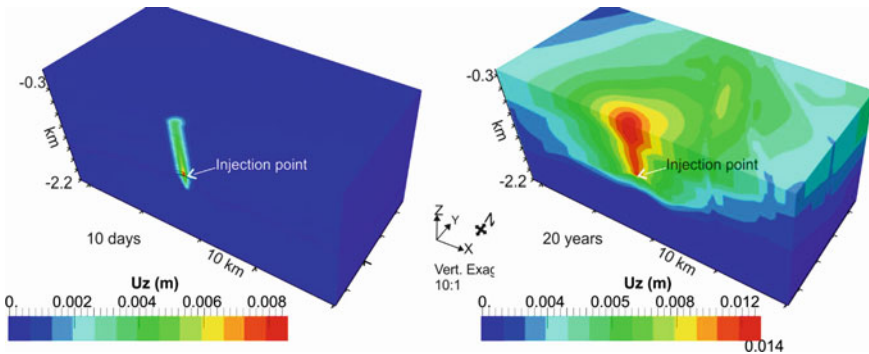 -0.3
km
-2.2
Injection point
10 days
10 km
Uz (m)
0. 0.002 0.004 0.006 0.008
Z
Y
X
N
Vert. Exag
10:1
-0.3
km
-2.2
Injection point
20 years
10 km
Uz (m)
0. 0.002 0.005 0.008 0.012
0.014